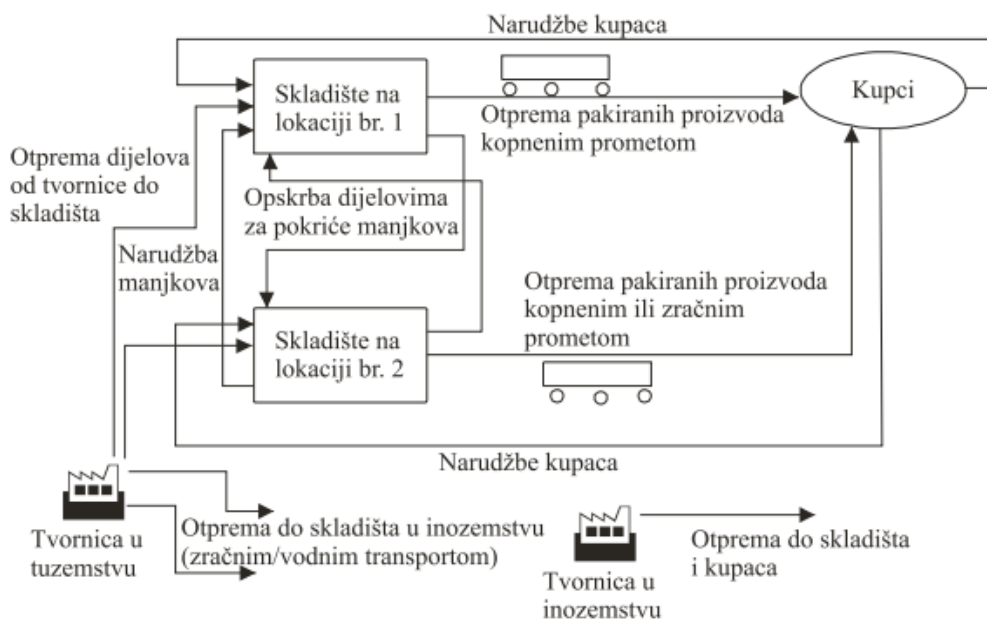 Narudžbe kupaca
Skladište na
lokaciji br. 1
Kupci
Otprema pakiranih proizvoda
kopnenim prometom
Otprema dijelova
od tvornice do
skladišta
Opskrba dijelovima
za pokriće manjkova
Narudžba
manjkova
Otprema pakiranih proizvoda
kopnenim ili zračnim
prometom
Skladište na
lokaciji br. 2
Narudžbe kupaca
Tvornica u
tuzemstvu
Otprema do skladišta u inozemstvu
(zračnim/vodnim transportom)
Tvornica u
inozemstvu
Otprema do skladišta
i kupaca